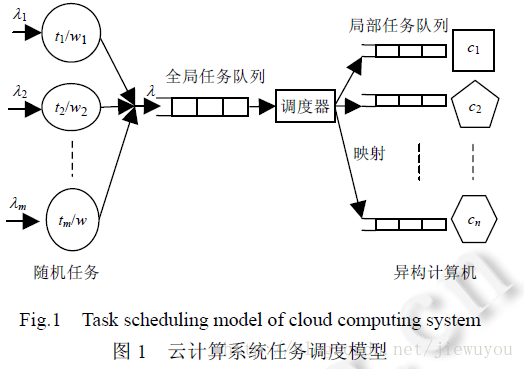 λ1
t1/w1
局部任务队列
c1
λ2
t2/w2
λ
全局任务队列
调度器
c2
映射
λm
tm/w
cn
随机任务
异构计算机
Fig.1 Task scheduling model of cloud computing system
图 1 云计算系统任务调度模型